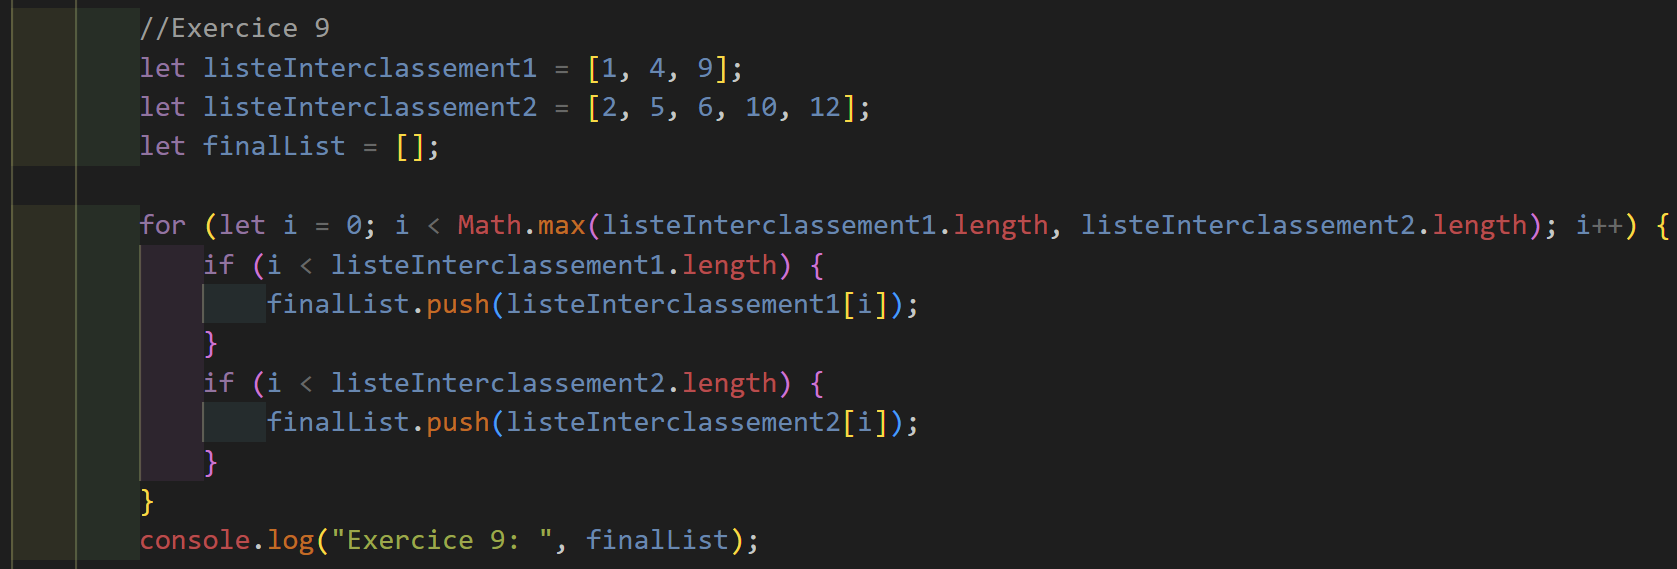 //Exercice 9
let listeInterclassement1 = [1, 4, 9];
let listeInterclassement2 = [2, 5, 6, 10, 12];
let finalList = [];
for (let i = 0; i < Math.max(listeInterclassement1.length, listeInterclassement2.length); i++) {
if (i < listeInterclassement1.length) {
finalList.push(listeInterclassement1[i]);
}
if (i < listeInterclassement2.length) {
finalList.push(listeInterclassement2[i]);
}
}
console.log("Exercice 9: ", finalList);